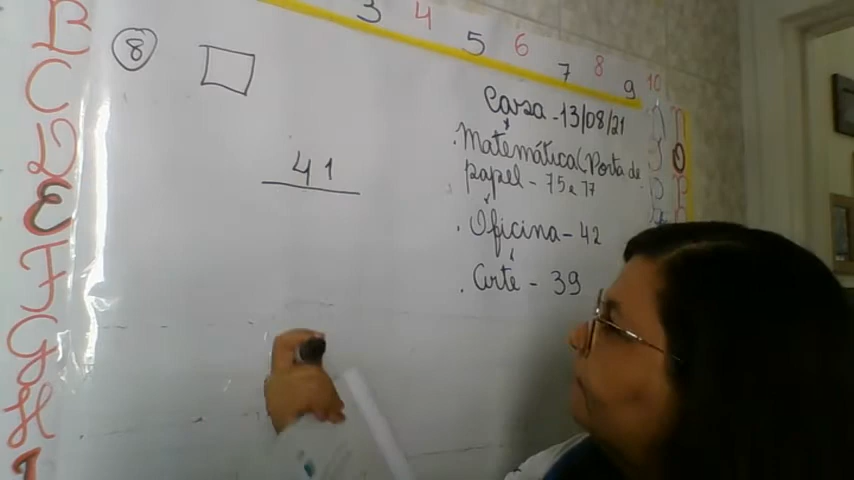 3 4 5 6 7 8 9 10
8
41
Casa - 13/08/21
. Matemática (Porta de
papel - 75 e 77
. Oficina - 42
. Arte - 39
B
C
D
E
F
G
H